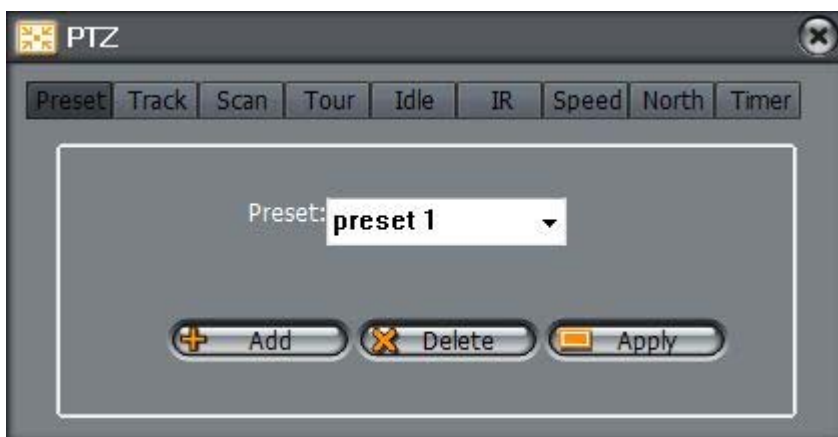 PTZ
Preset Track Scan Tour Idle IR Speed North Timer
Preset: preset 1
Add Delete Apply